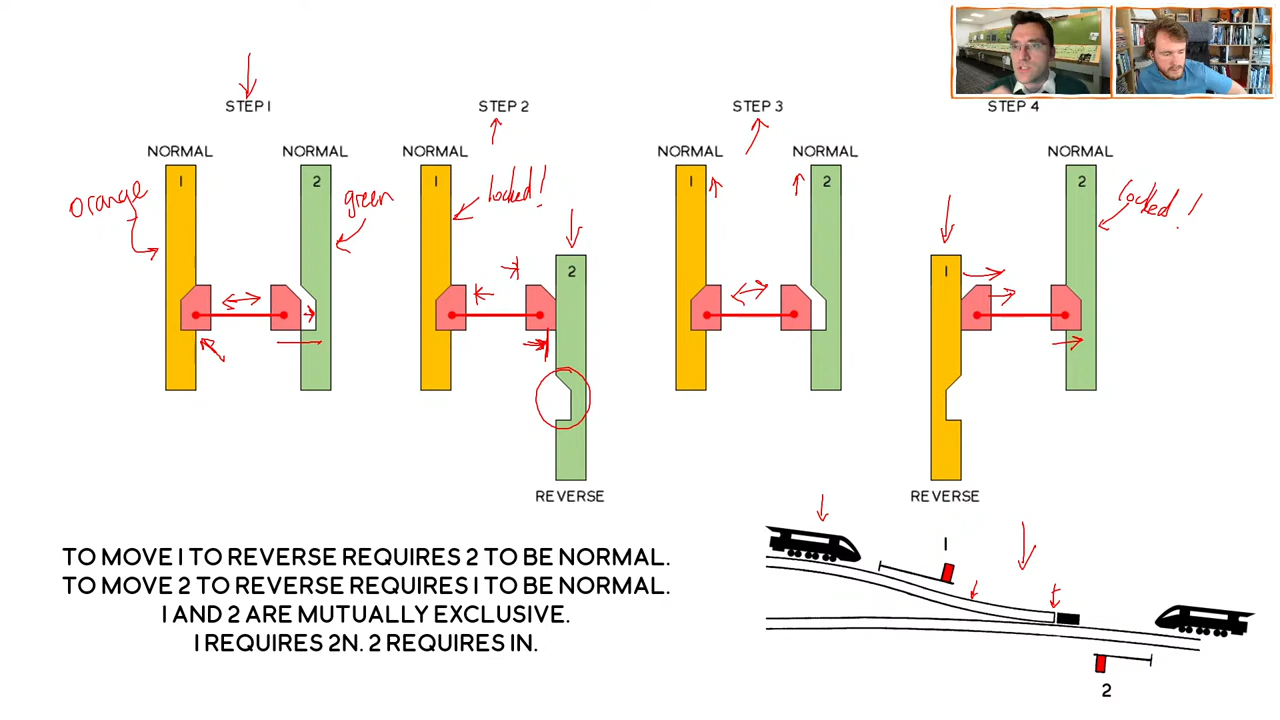 STEP 1
STEP 2
STEP 3
STEP 4
NORMAL
NORMAL
NORMAL
NORMAL
NORMAL
NORMAL
1
2
1
1
2
2
orange
green
locked!
locked!
2
1
REVERSE
REVERSE
TO MOVE 1 TO REVERSE REQUIRES 2 TO BE NORMAL.
TO MOVE 2 TO REVERSE REQUIRES 1 TO BE NORMAL.
1 AND 2 ARE MUTUALLY EXCLUSIVE.
1 REQUIRES 2N. 2 REQUIRES 1N.
1
2